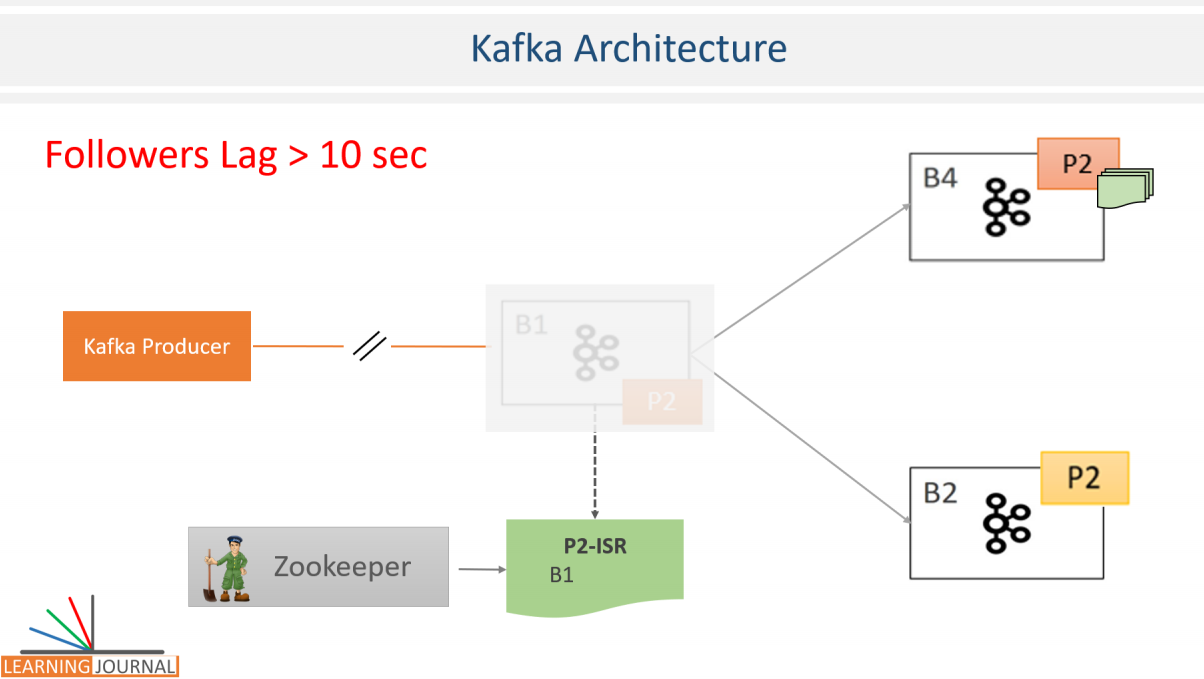 Kafka Architecture
Followers Lag > 10 sec
B4
P2
Kafka Producer
B1
P2
B2
P2
Zookeeper
P2-ISR
B1
LEARNING JOURNAL